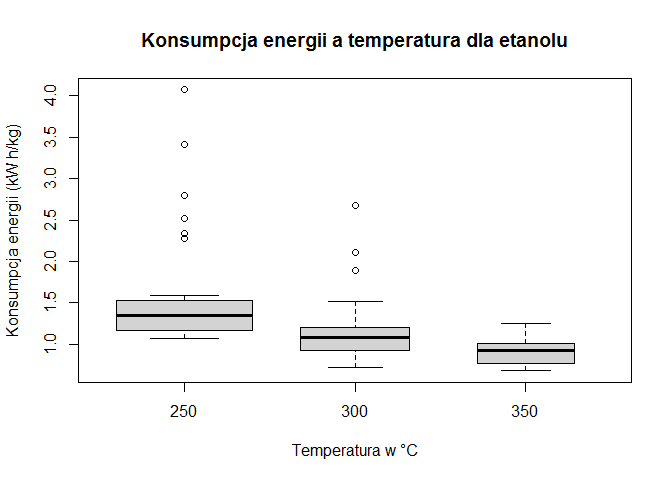 Konsumpcja energii a temperatura dla etanolu
Konsumpcja energii (kW h/kg)
4.0
3.5
3.0
2.5
2.0
1.5
1.0
250 300 350
Temperatura w °C